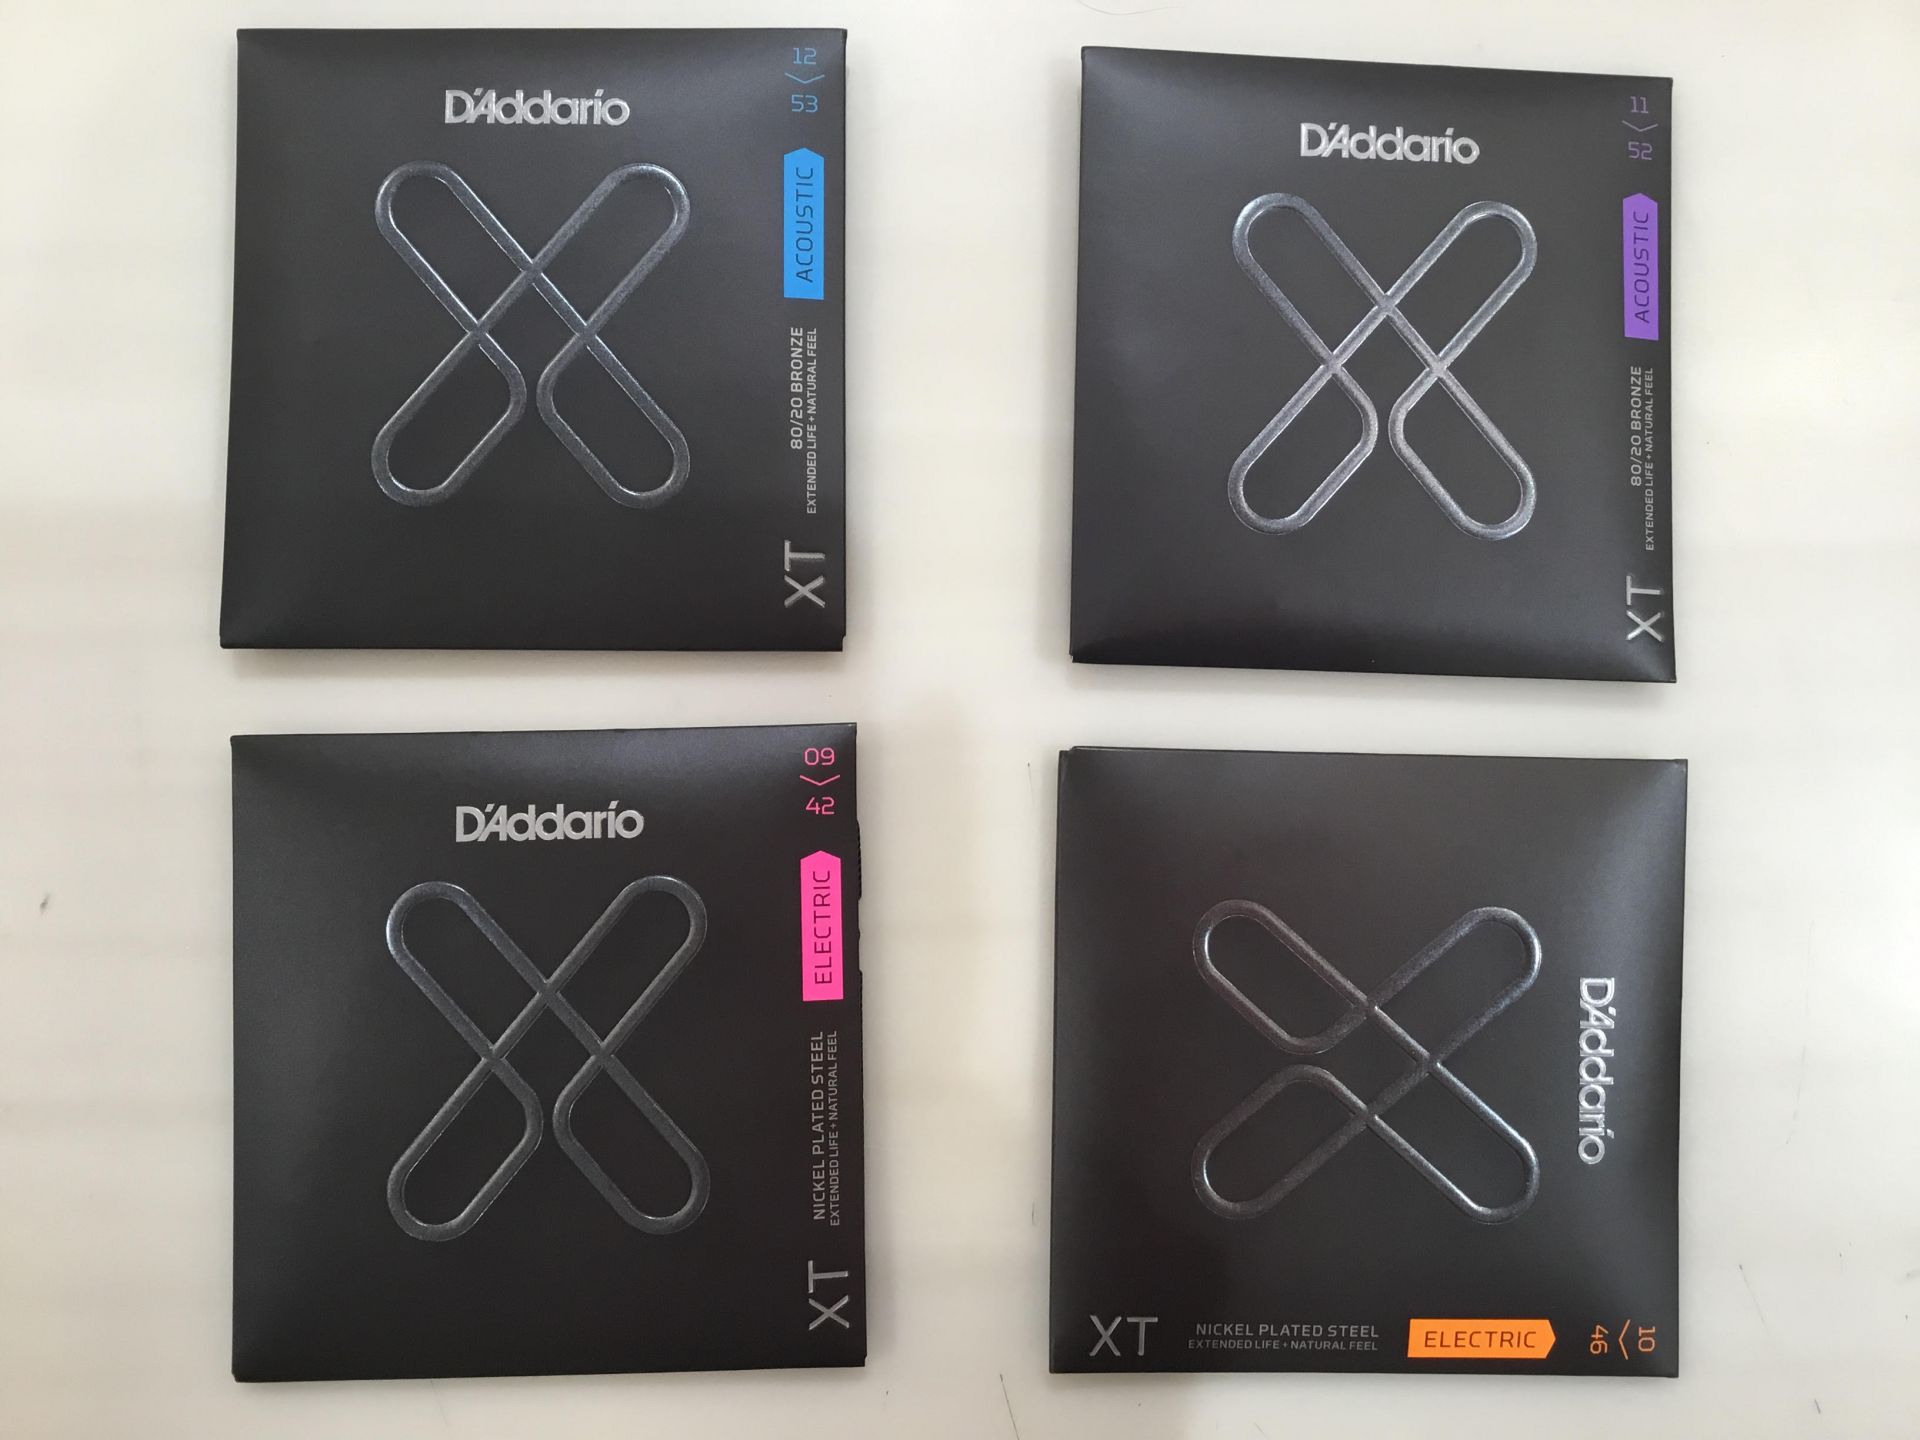 D'Addario
12
53
ACOUSTIC
80/20 BRONZE
EXTENDED LIFE + NATURAL FEEL
XT
D'Addario
11
52
ACOUSTIC
80/20 BRONZE
EXTENDED LIFE + NATURAL FEEL
XT
D'Addario
09
42
ELECTRIC
NICKEL PLATED STEEL
EXTENDED LIFE + NATURAL FEEL
XT
D'Addario
10
46
ELECTRIC
NICKEL PLATED STEEL
EXTENDED LIFE + NATURAL FEEL
XT